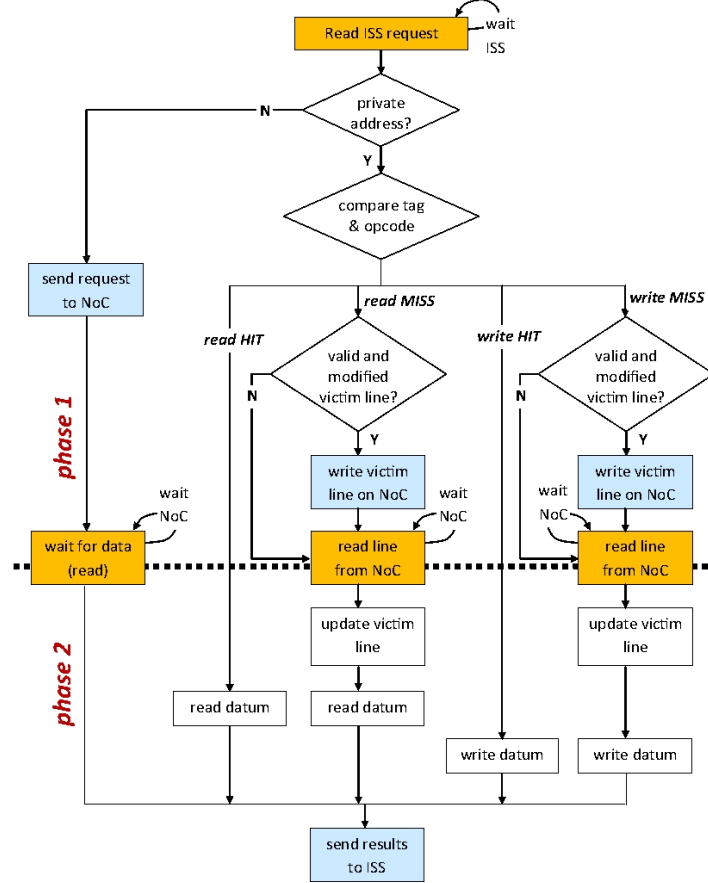 Read ISS request
wait
ISS
private
address?
N
Y
compare tag
& opcode
send request
to NoC
read HIT
read MISS
write HIT
write MISS
valid and
modified
victim line?
N
Y
valid and
modified
victim line?
N
Y
phase 1
write victim
line on NoC
write victim
line on NoC
wait
NoC
wait
NoC
wait
NoC
wait for data
(read)
read line
from NoC
read line
from NoC
phase 2
update victim
line
update victim
line
read datum
read datum
write datum
write datum
send results
to ISS